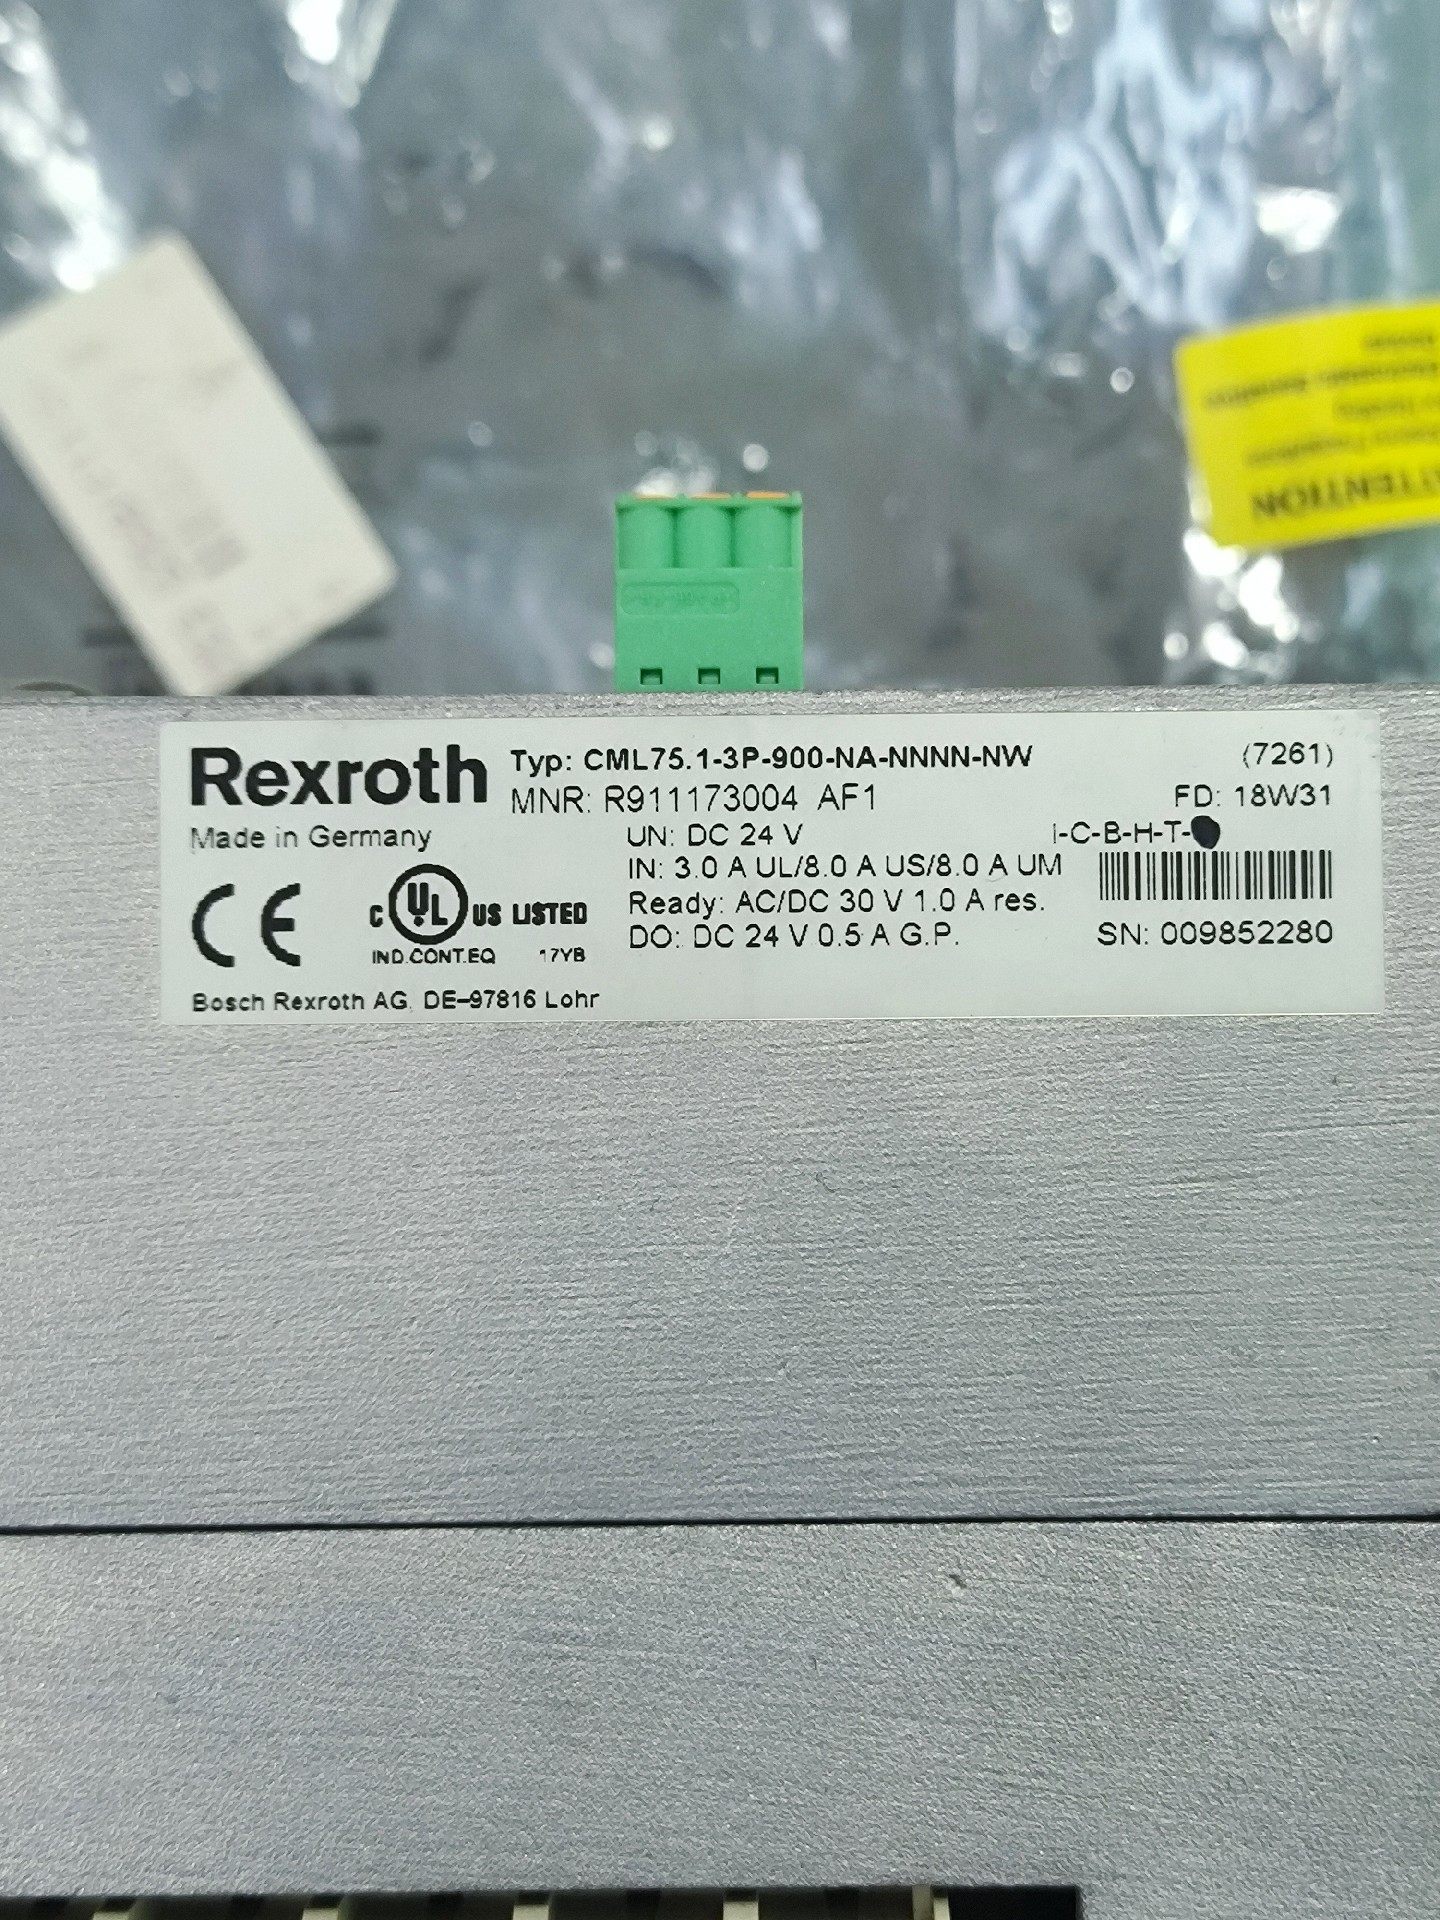 ATTENTION
Rexroth
Typ: CML75.1-3P-900-NA-NNNN-NW
(7261)
MNR: R911173004 AF1
FD: 18W31
Made in Germany
UN: DC 24 V
I-C-B-H-T-
IN: 3.0 A UL/8.0 A US/8.0 A UM
Ready: AC/DC 30 V 1.0 A res.
DO: DC 24 V 0.5 A G.P.
SN: 009852280
CE
C UL US LISTED
IND.CONT.EQ 17YB
Bosch Rexroth AG, DE-97816 Lohr